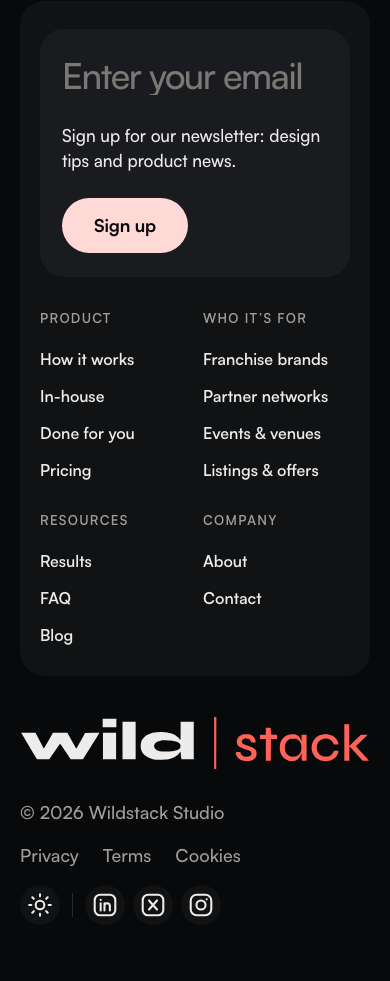 Enter your email
Sign up for our newsletter: design
tips and product news.
Sign up
PRODUCT
How it works
In-house
Done for you
Pricing
WHO IT'S FOR
Franchise brands
Partner networks
Events & venues
Listings & offers
RESOURCES
Results
FAQ
Blog
COMPANY
About
Contact
wild | stack
© 2026 Wildstack Studio
Privacy Terms Cookies